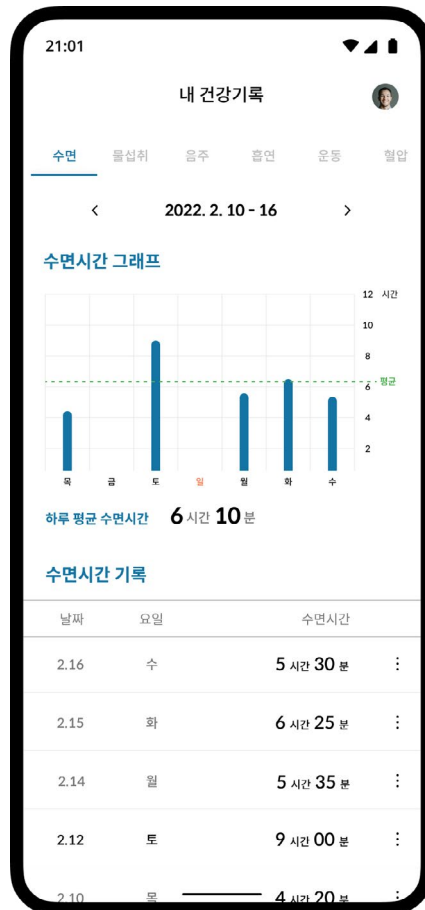 21:01
내 건강기록
수면 물섭취 음주 흡연 운동 혈압
< 2022. 2. 10 - 16 >
수면시간 그래프
12 시간
10
8
6 평균
4
2
목 금 토 일 월 화 수
하루 평균 수면시간 6 시간 10 분
수면시간 기록
날짜 요일 수면시간
2.16 수 5 시간 30 분
2.15 화 6 시간 25 분
2.14 월 5 시간 35 분
2.12 토 9 시간 00 분
2.10 목 4 시간 20 분